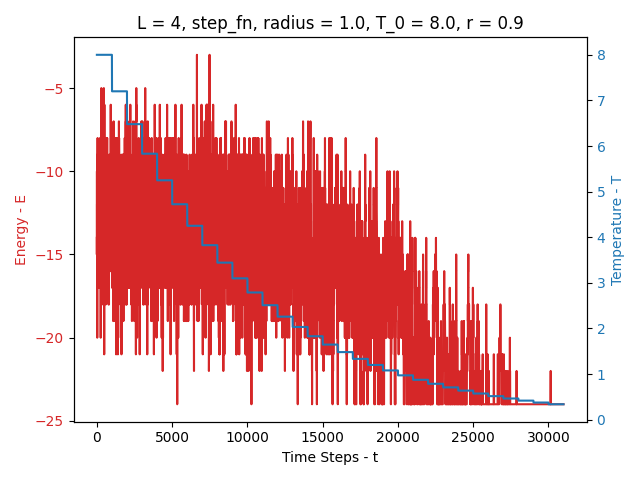 L = 4, step_fn, radius = 1.0, T_0 = 8.0, r = 0.9
Energy - E
−5
−10
−15
−20
−25
8
7
6
5
4
3
2
1
0
Temperature - T
0 5000 10000 15000 20000 25000 30000
Time Steps - t